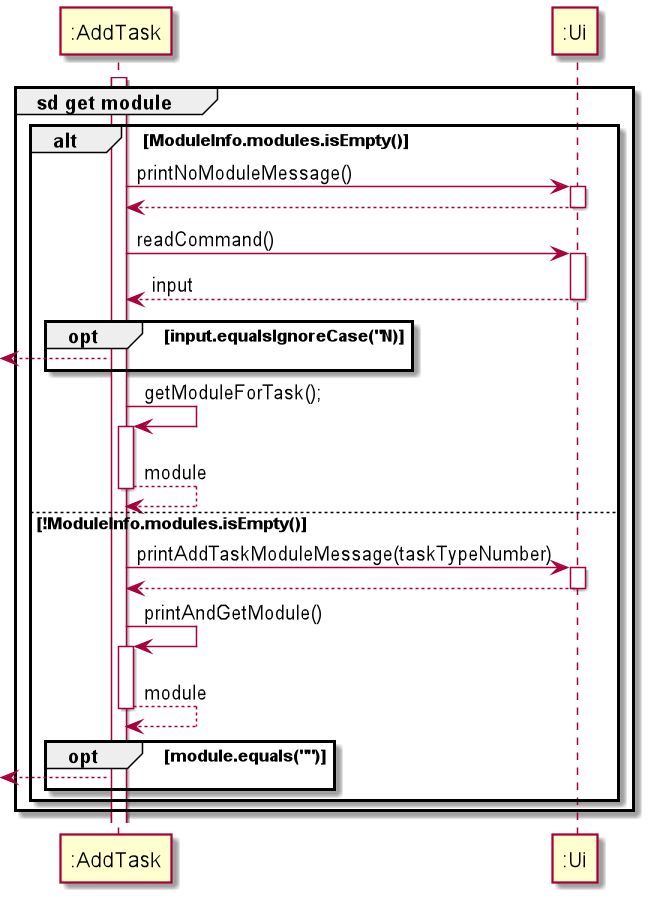 :AddTask
:Ui
sd get module
alt
[ModuleInfo.modules.isEmpty()]
printNoModuleMessage()
readCommand()
input
opt
[input.equalsIgnoreCase("N)]
getModuleForTask();
module
[!ModuleInfo.modules.isEmpty()]
printAddTaskModuleMessage(taskTypeNumber)
printAndGetModule()
module
opt
[module.equals("")]
:AddTask
:Ui